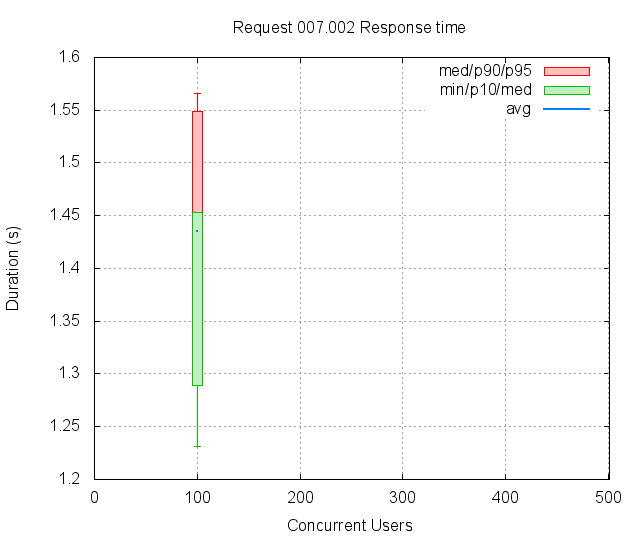 Request 007.002 Response time
1.6
1.55
1.5
1.45
1.4
1.35
1.3
1.25
1.2
0
100
200
300
400
500
Duration (s)
Concurrent Users
med/p90/p95
min/p10/med
avg